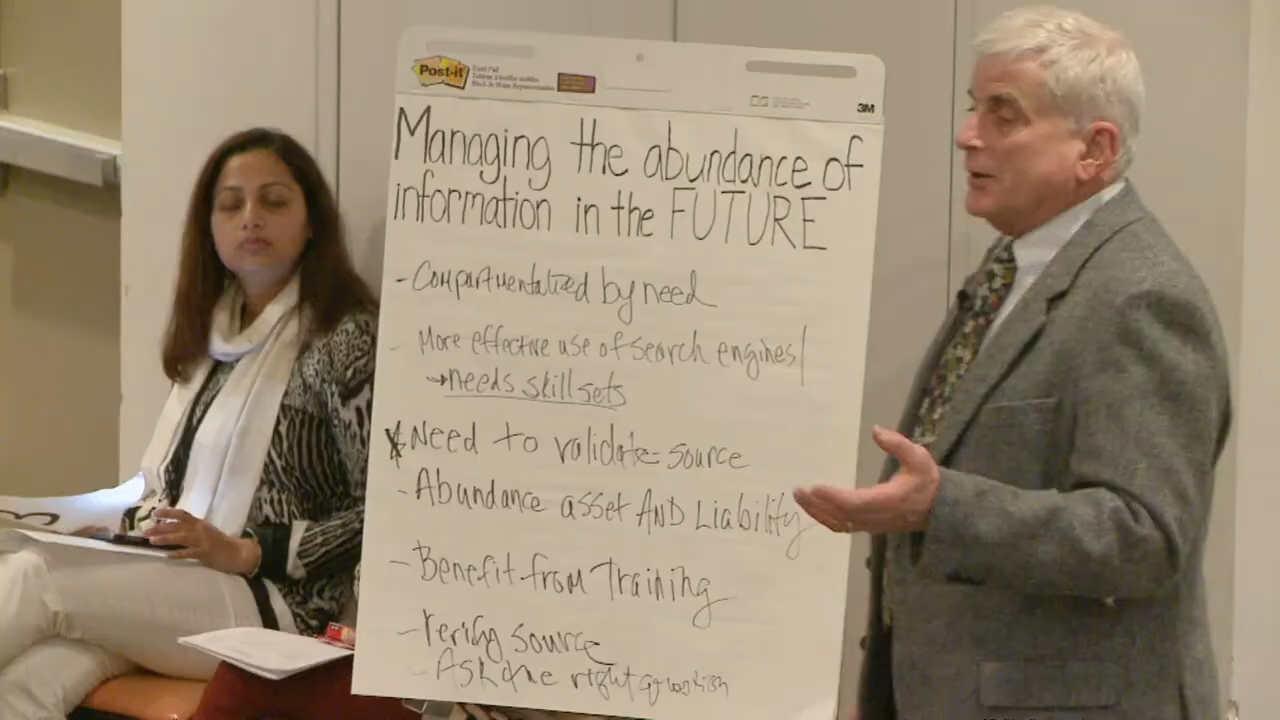 Post-it
3M
Managing the abundance of
information in the FUTURE
- Compartmentalized by need
- More effective use of search engines/
→needs skill sets
* Need to validate source
- Abundance asset AND Liability
- Benefit from Training
- Verify source
- Ask the right question